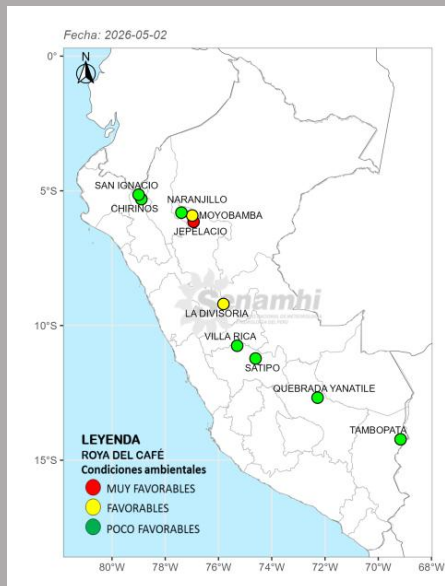 Fecha: 2026-05-02
N
0°
5°S
10°S
15°S
SAN IGNACIO
CHIRINOS
NARANJILLO
MOYOBAMBA
JEPELACIO
Senamhi
LA DIVISORIA
VILLA RICA
SATIPO
QUEBRADA YANATILE
TAMBOPATA
LEYENDA
ROYA DEL CAFÉ
Condiciones ambientales
MUY FAVORABLES
FAVORABLES
POCO FAVORABLES
80°W 78°W 76°W 74°W 72°W 70°W 68°W